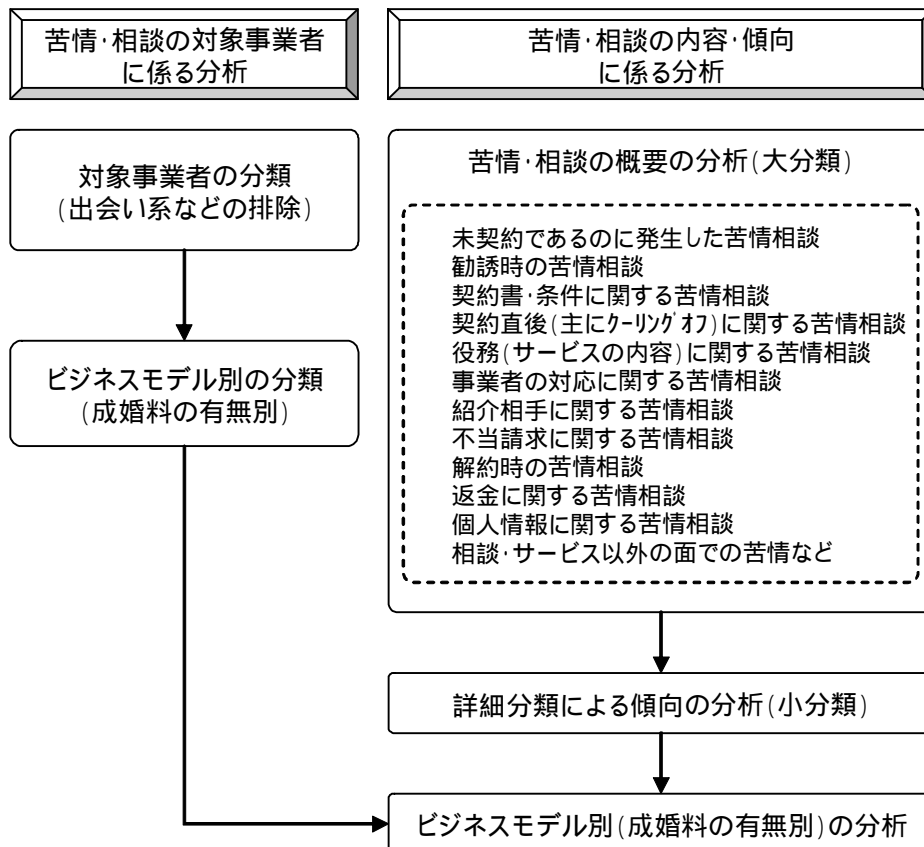 苦情･相談の対象事業者
に係る分析
苦情･相談の内容･傾向
に係る分析
対象事業者の分類
(出会い系などの排除)
ビジネスモデル別の分類
(成婚料の有無別)
苦情･相談の概要の分析(大分類)
未契約であるのに発生した苦情相談
勧誘時の苦情相談
契約書･条件に関する苦情相談
契約直後(主にｸｰﾘﾝｸﾞｵﾌ)に関する苦情相談
役務(サービスの内容)に関する苦情相談
事業者の対応に関する苦情相談
紹介相手に関する苦情相談
不当請求に関する苦情相談
解約時の苦情相談
返金に関する苦情相談
個人情報に関する苦情相談
相談･サービス以外の面での苦情など
詳細分類による傾向の分析(小分類)
ビジネスモデル別(成婚料の有無別)の分析